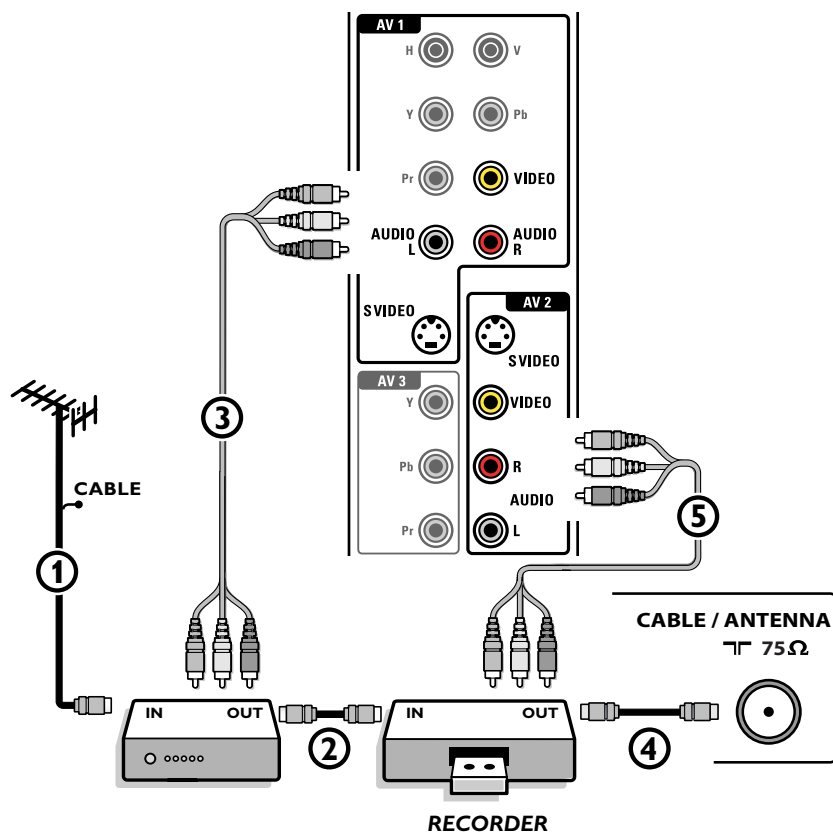 AV 1
H V
Y Pb
Pr VIDEO
AUDIO L AUDIO R
SVIDEO
AV 2
SVIDEO
AV 3
Y VIDEO
Pb R
AUDIO
Pr L
3
CABLE
5
1
CABLE / ANTENNA
75Ω
IN OUT
2
IN OUT
4
RECORDER